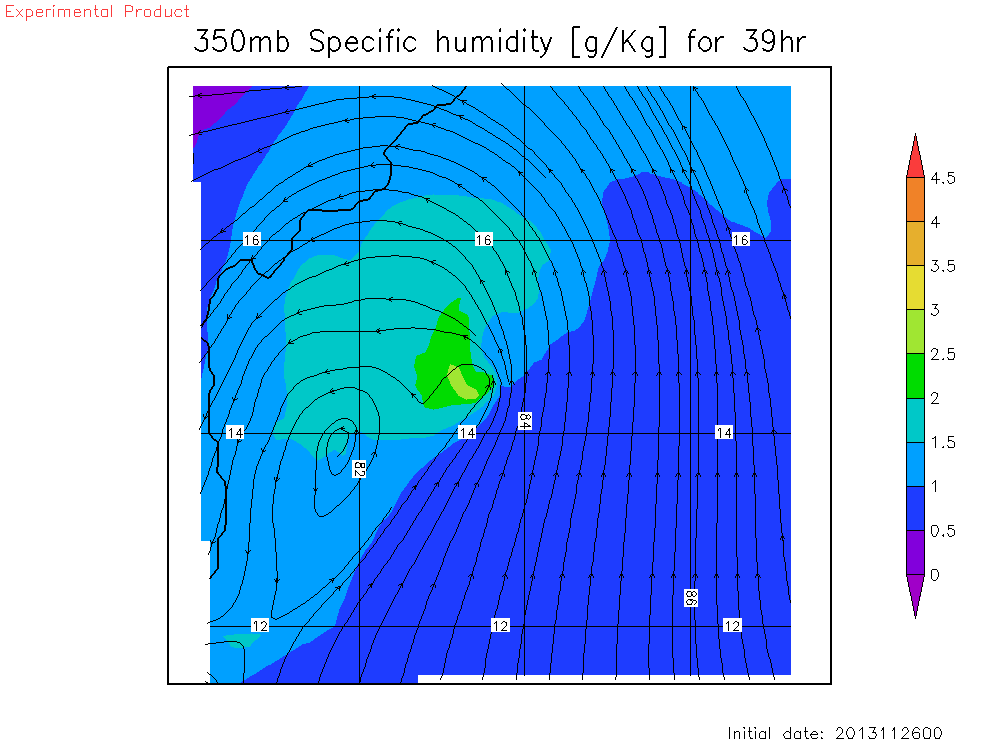 Experimental Product
350mb Specific humidity [g/Kg] for 39hr
4.5
4
3.5
3
2.5
2
1.5
1
0.5
0
16 16 16
14 14 14
84
82
86
12 12 12
Initial date: 2013112600